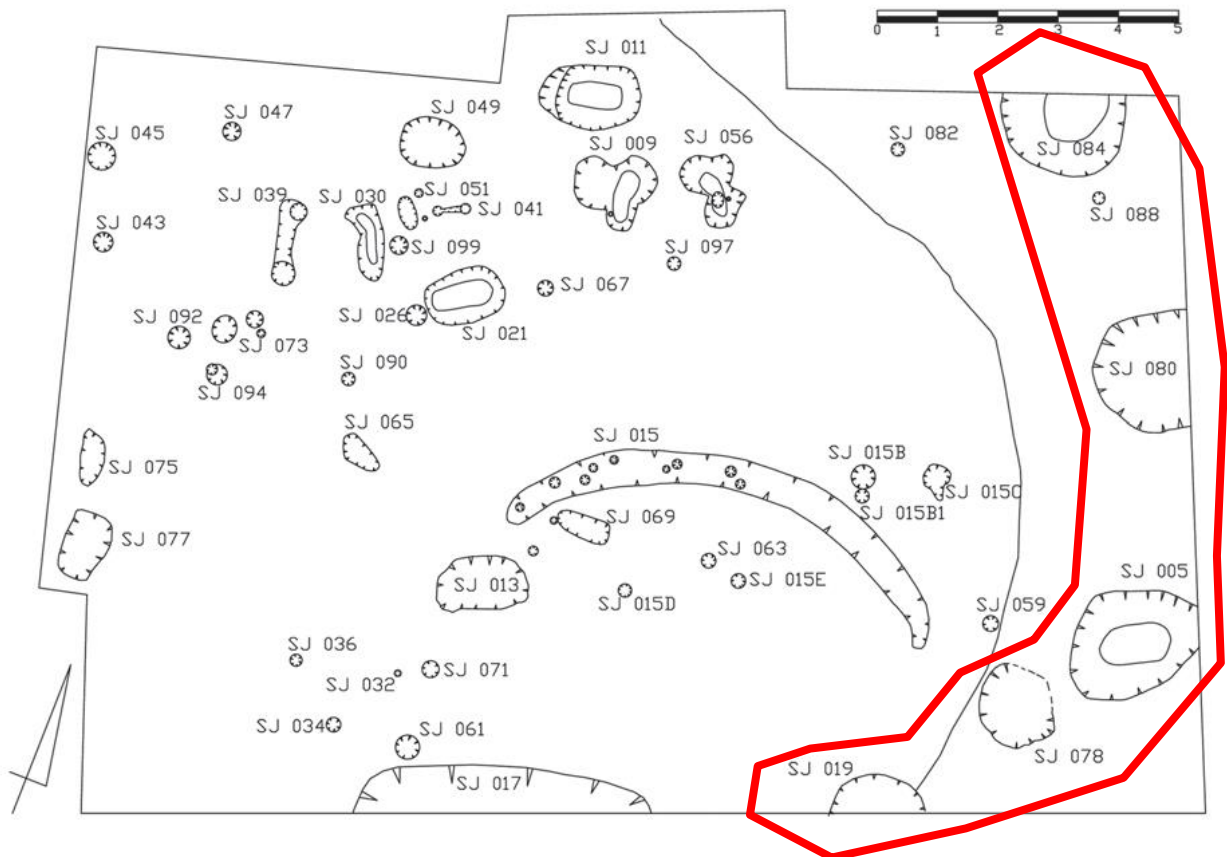 0 1 2 3 4 5
SJ 011
SJ 047
SJ 049
SJ 045
SJ 009
SJ 056
SJ 082
SJ 084
SJ 051
SJ 039
SJ 030
SJ 041
SJ 088
SJ 043
SJ 099
SJ 097
SJ 067
SJ 092
SJ 026
SJ 021
SJ 073
SJ 090
SJ 080
SJ 094
SJ 065
SJ 015
SJ 015B
SJ 075
SJ 015C
SJ 015B1
SJ 069
SJ 077
SJ 063
SJ 005
SJ 013
SJ 015E
SJ 015D
SJ 059
SJ 036
SJ 071
SJ 032
SJ 034
SJ 061
SJ 078
SJ 019
SJ 017